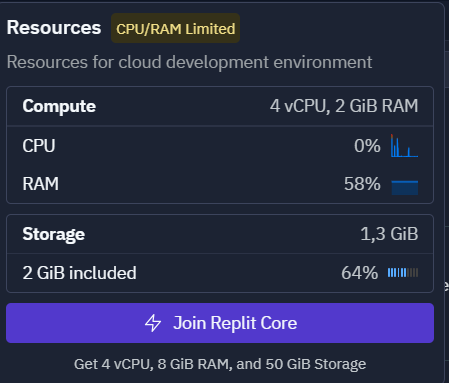 Resources CPU/RAM Limited
Resources for cloud development environment
Compute 4 vCPU, 2 GiB RAM
CPU 0%
RAM 58%
Storage 1,3 GiB
2 GiB included 64%
Join Replit Core
Get 4 vCPU, 8 GiB RAM, and 50 GiB Storage